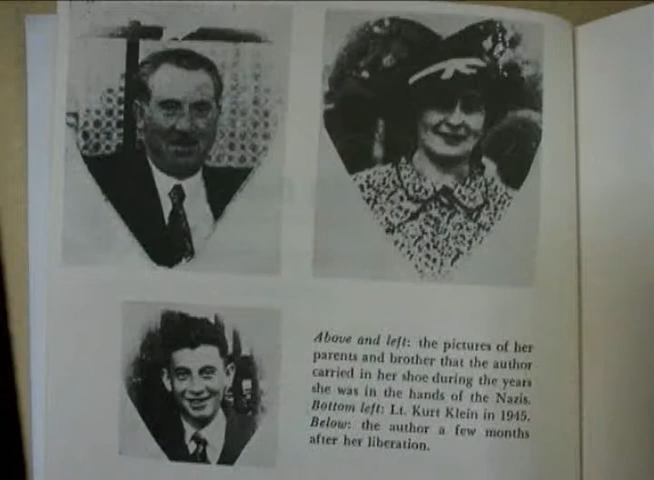 Above and left: the pictures of her
parents and brother that the author
carried in her shoe during the years
she was in the hands of the Nazis.
Bottom left: Lt. Kurt Klein in 1945.
Below: the author a few months
after her liberation.